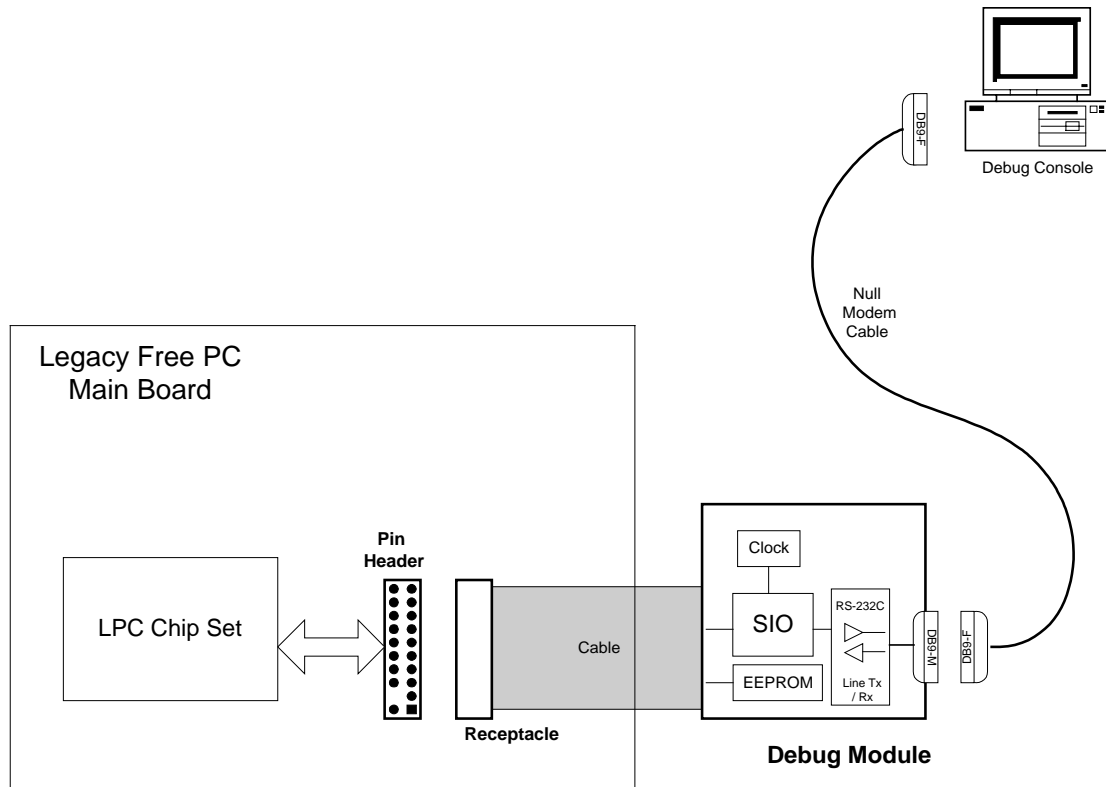 DB9-F
Debug Console
Null
Modem
Cable
Legacy Free PC
Main Board
Pin
Header
LPC Chip Set
Cable
Receptacle
Clock
SIO
RS-232C
EEPROM
Line Tx
/ Rx
DB9-M
DB9-F
Debug Module